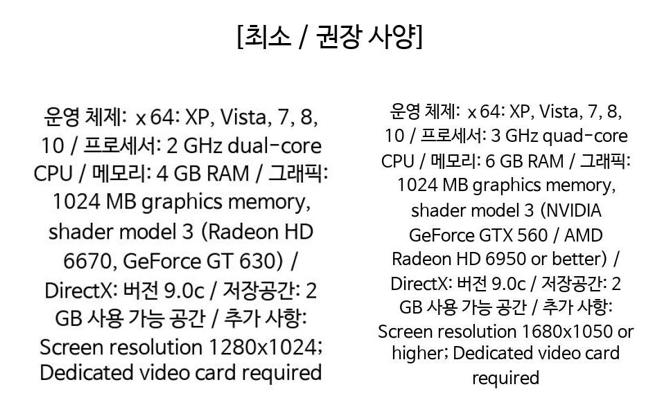 [최소 / 권장 사양]
운영 체제: x64: XP, Vista, 7, 8,
10 / 프로세서: 2 GHz dual-core
CPU / 메모리: 4 GB RAM / 그래픽:
1024 MB graphics memory,
shader model 3 (Radeon HD
6670, GeForce GT 630) /
DirectX: 버전 9.0c / 저장공간: 2
GB 사용 가능 공간 / 추가 사항:
Screen resolution 1280x1024;
Dedicated video card required
운영 체제: x64: XP, Vista, 7, 8,
10 / 프로세서: 3 GHz quad-core
CPU / 메모리: 6 GB RAM / 그래픽:
1024 MB graphics memory,
shader model 3 (NVIDIA
GeForce GTX 560 / AMD
Radeon HD 6950 or better) /
DirectX: 버전 9.0c / 저장공간: 2
GB 사용 가능 공간 / 추가 사항:
Screen resolution 1680x1050 or
higher; Dedicated video card
required